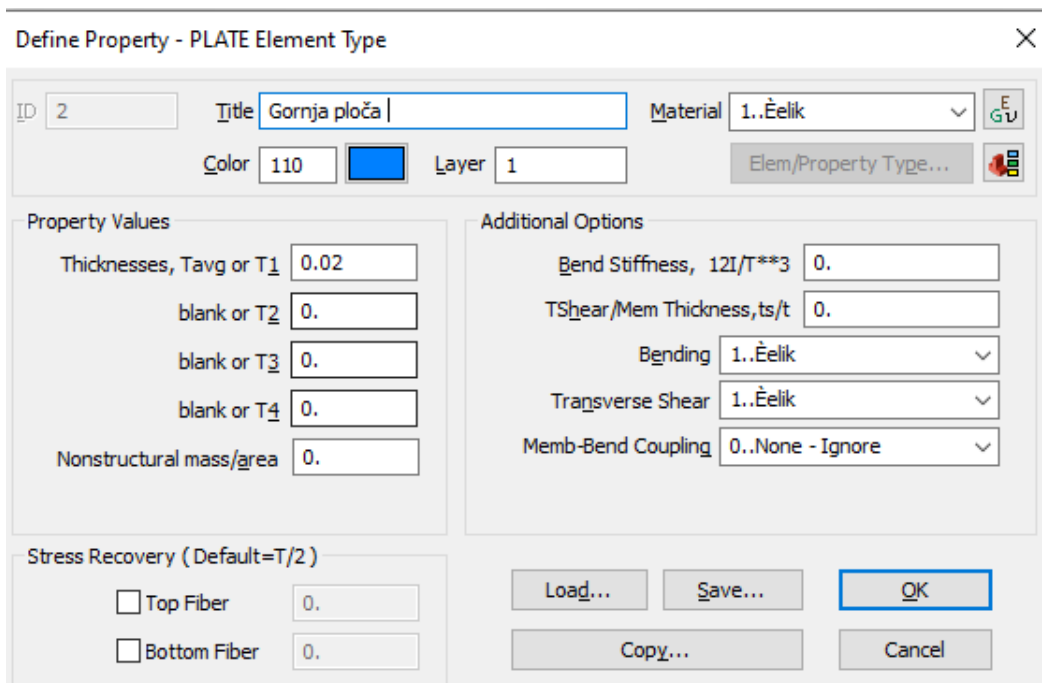 Define Property - PLATE Element Type
ID 2 Title Gornja ploča Material 1..Èelik
Color 110 Layer 1 Elem/Property Type...
Property Values
Thicknesses, Tavg or T1 0.02
blank or T2 0.
blank or T3 0.
blank or T4 0.
Nonstructural mass/area 0.
Additional Options
Bend Stiffness, 12I/T**3 0.
TShear/Mem Thickness,ts/t 0.
Bending 1..Èelik
Transverse Shear 1..Èelik
Memb-Bend Coupling 0..None - Ignore
Stress Recovery ( Default=T/2 )
Top Fiber 0.
Bottom Fiber 0.
Load... Save... OK
Copy... Cancel